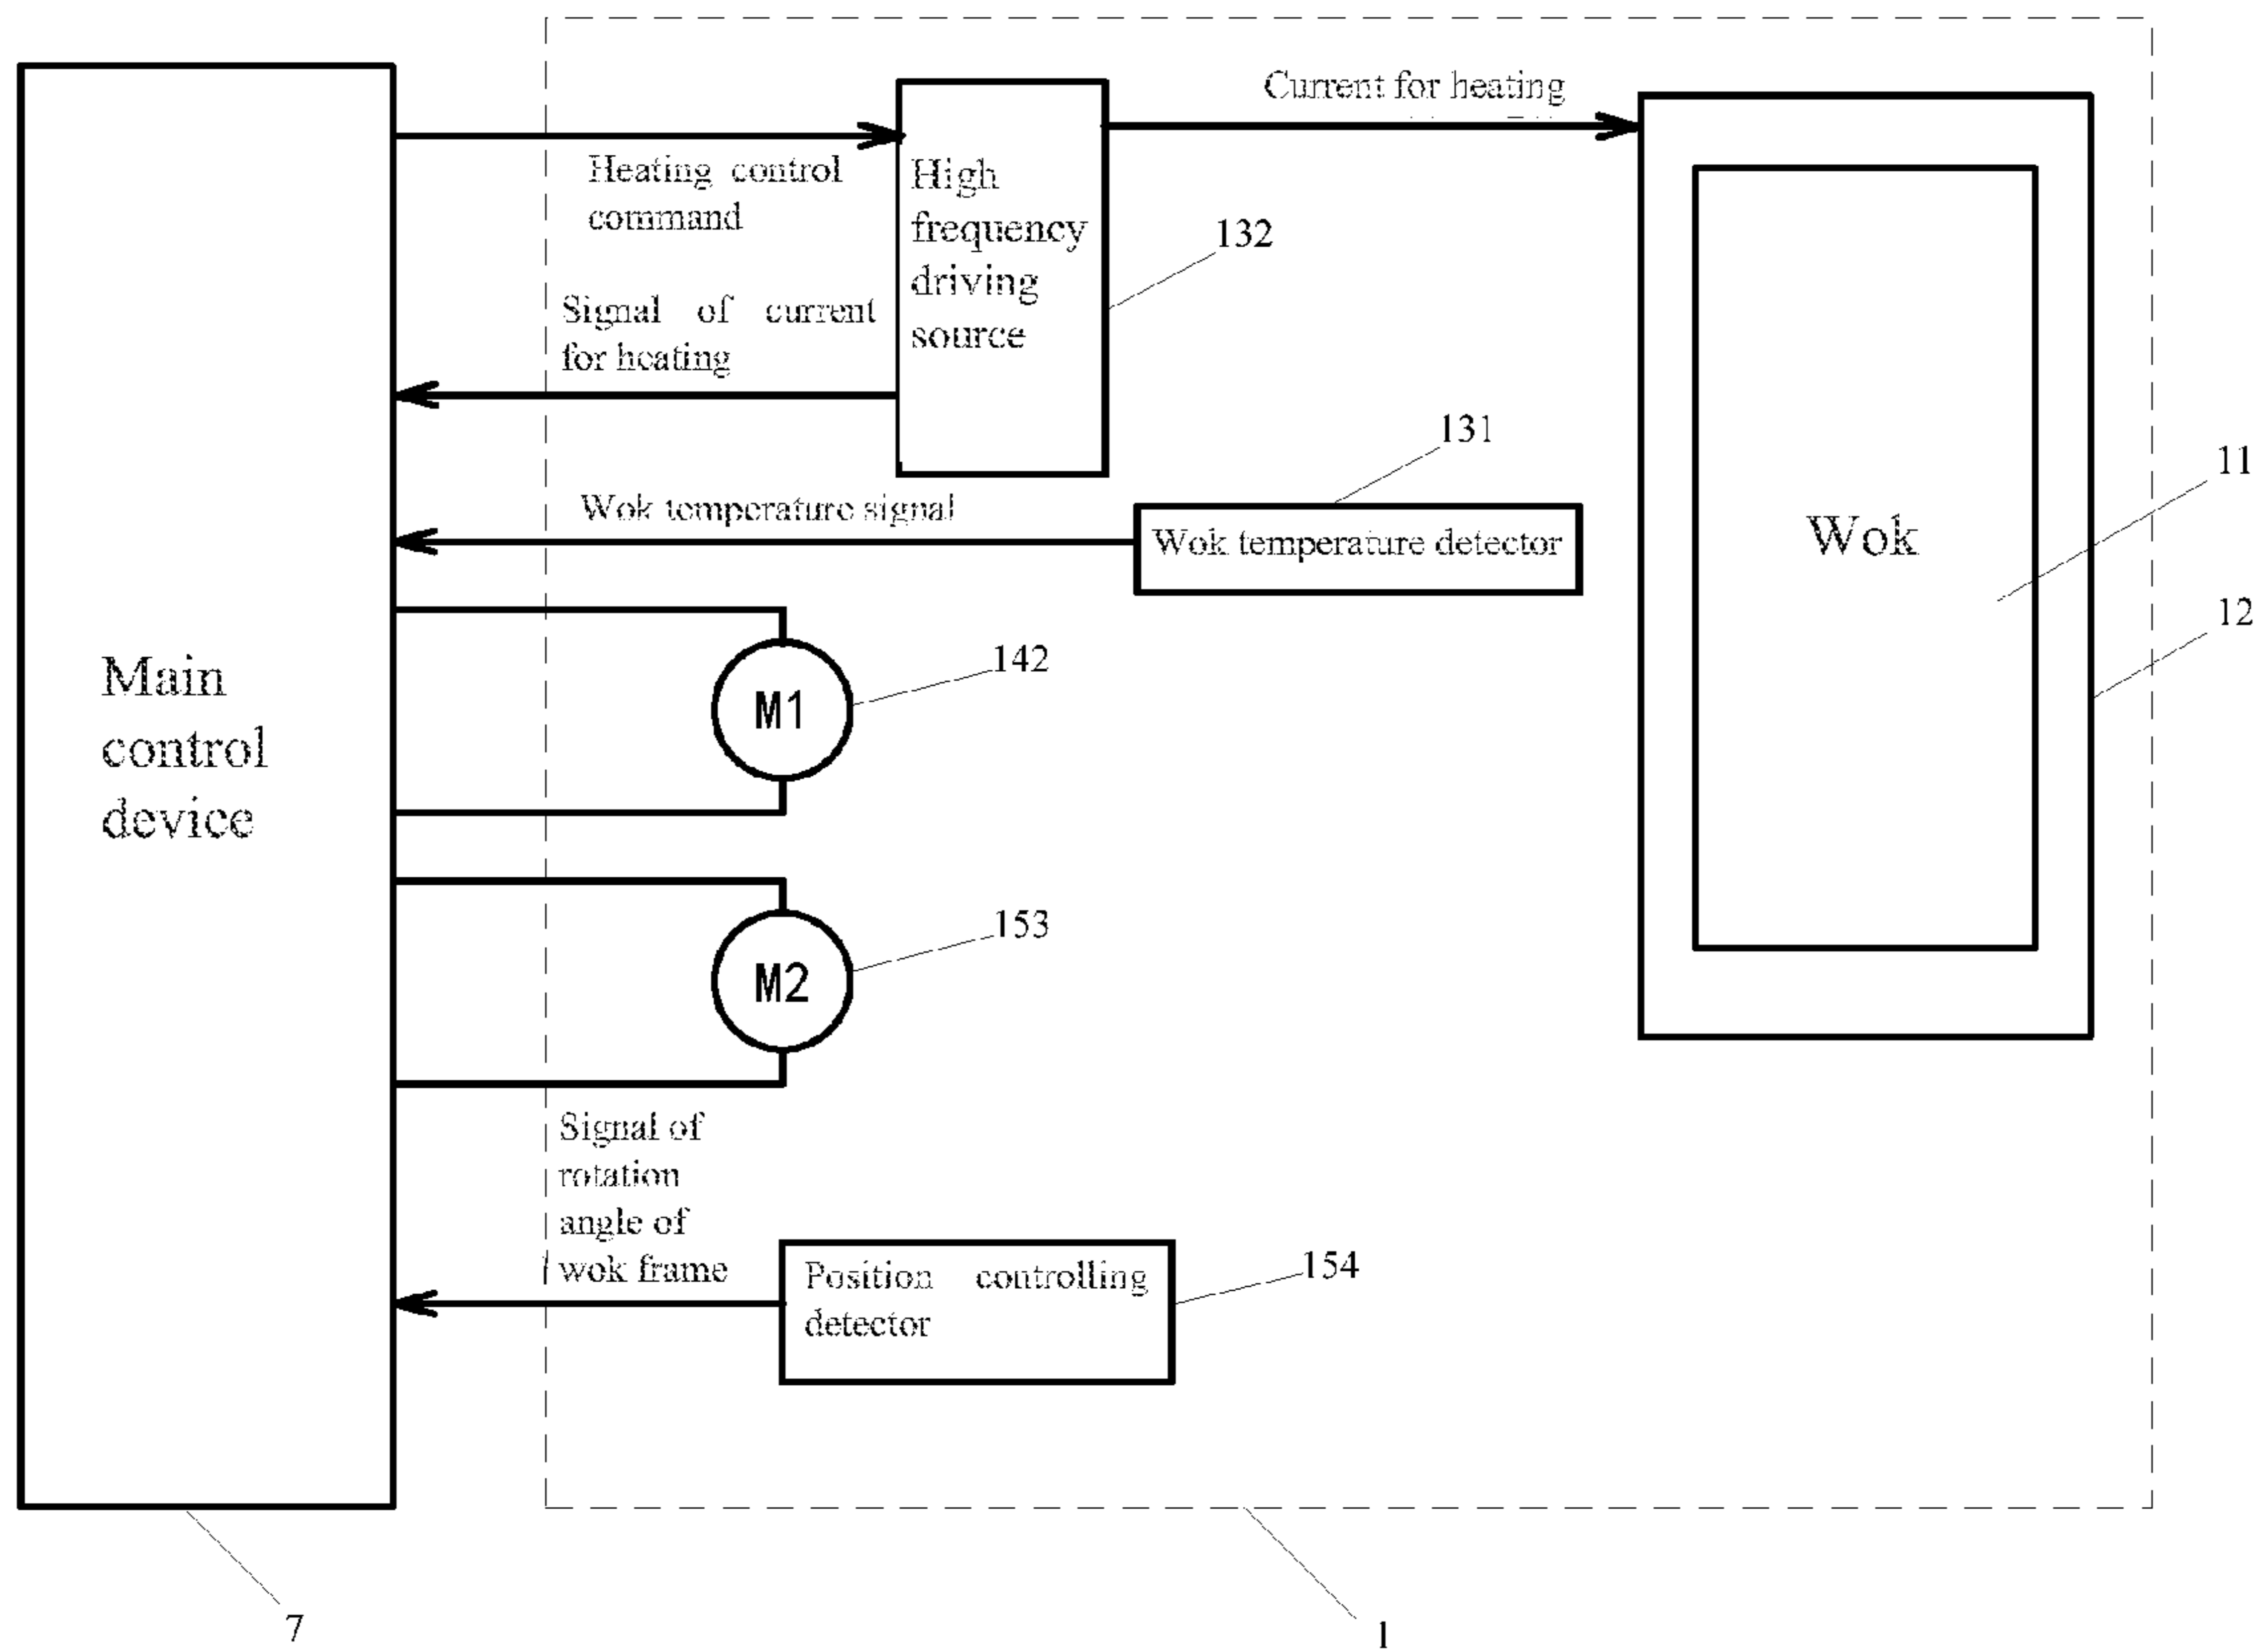 Current for heating
Heating control
command
High
frequency
driving
source
132
Signal of current
for heating
131
Wok temperature signal
Wok temperature detector
Wok
11
12
Main
control
device
M1
142
M2
153
Signal of
rotation
angle of
wok frame
Position controlling
detector
154
7
1